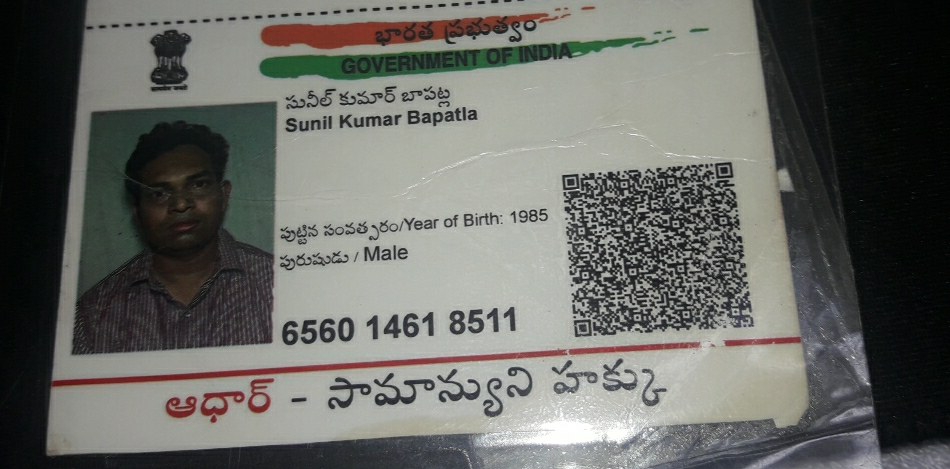 భారత ప్రభుత్వం
GOVERNMENT OF INDIA
సునీల్ కుమార్ బాపట్ల
Sunil Kumar Bapatla
పుట్టిన సంవత్సరం/Year of Birth: 1985
పురుషుడు / Male
6560 1461 8511
ఆధార్ - సామాన్యుని హక్కు